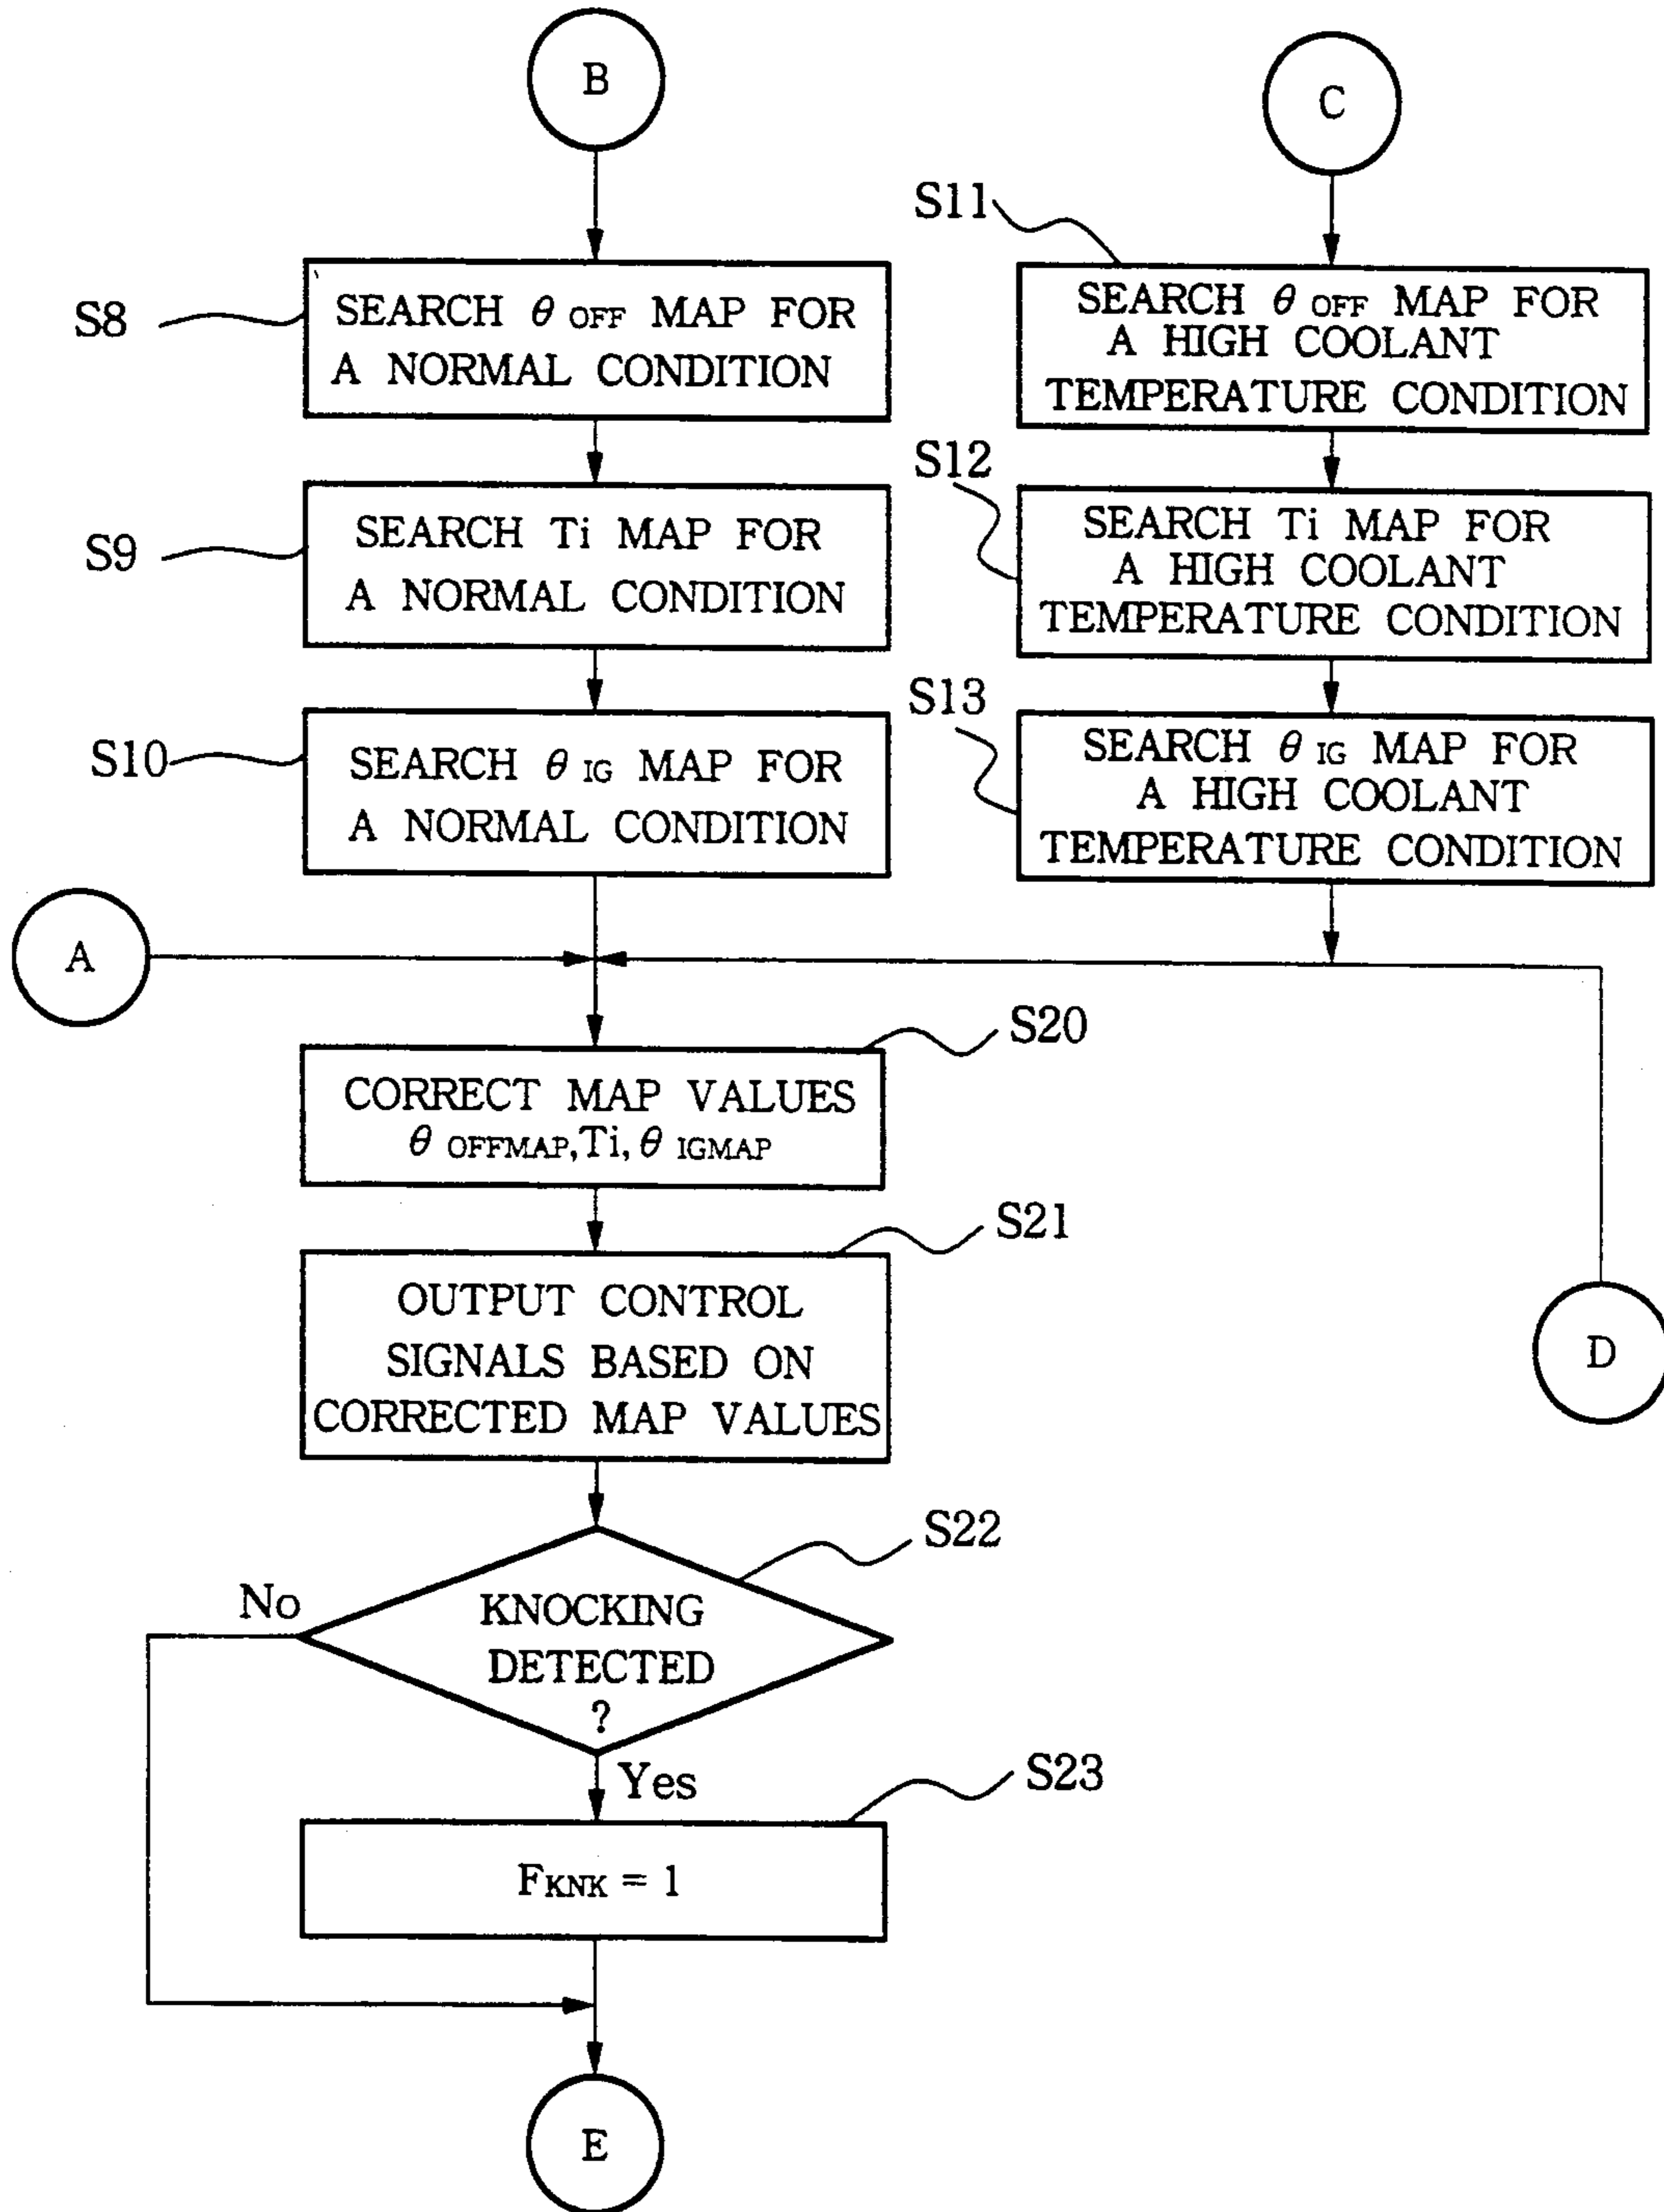 B
C
S8
SEARCH θ OFF MAP FOR
A NORMAL CONDITION
S11
SEARCH θ OFF MAP FOR
A HIGH COOLANT
TEMPERATURE CONDITION
S9
SEARCH Ti MAP FOR
A NORMAL CONDITION
S12
SEARCH Ti MAP FOR
A HIGH COOLANT
TEMPERATURE CONDITION
S10
SEARCH θ IG MAP FOR
A NORMAL CONDITION
S13
SEARCH θ IG MAP FOR
A HIGH COOLANT
TEMPERATURE CONDITION
A
S20
CORRECT MAP VALUES
θ OFFMAP, Ti, θ IGMAP
S21
OUTPUT CONTROL
SIGNALS BASED ON
CORRECTED MAP VALUES
D
S22
KNOCKING
DETECTED
?
No
Yes
S23
FKNK = 1
E